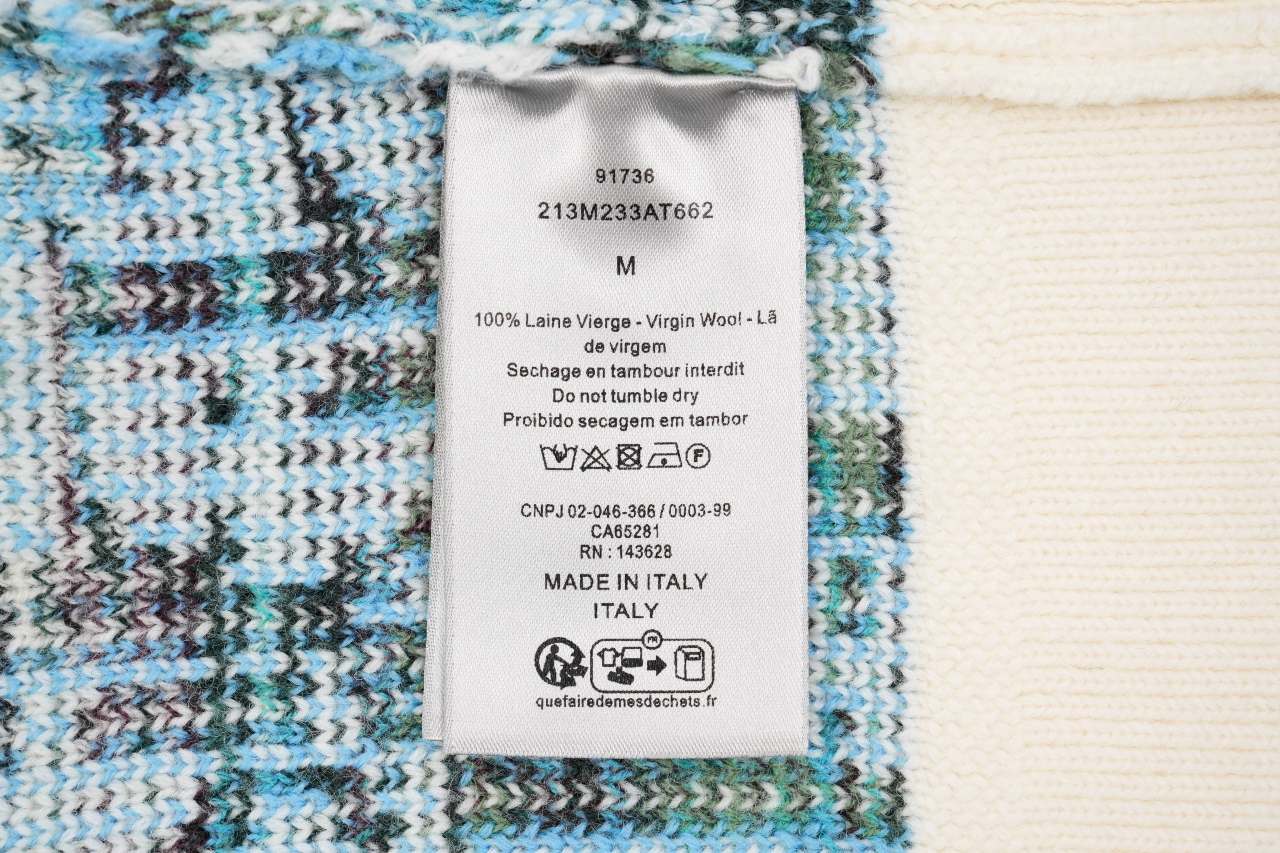 91736
213M233AT662
M
100% Laine Vierge - Virgin Wool - Lã
de virgem
Sechage en tambour interdit
Do not tumble dry
Proibido secagem em tambor
F
CNPJ 02-046-366 / 0003-99
CA65281
RN : 143628
MADE IN ITALY
ITALY
FR
quefairedemesdechets.fr